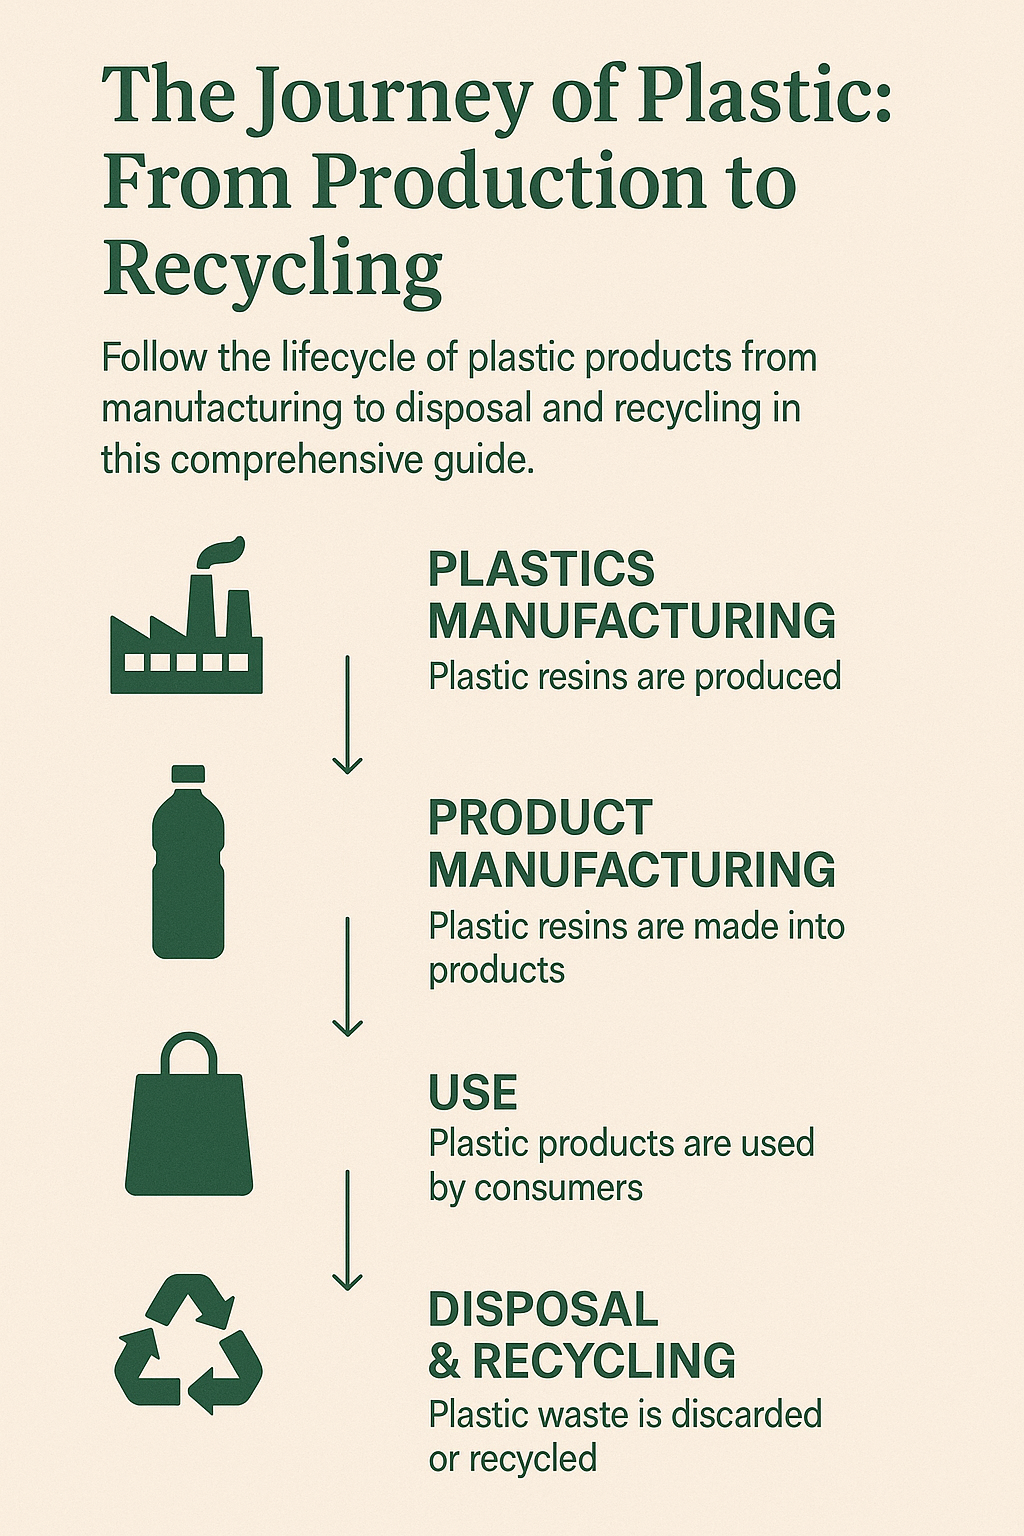 The Journey of Plastic:
From Production to
Recycling
Follow the lifecycle of plastic products from
manufacturing to disposal and recycling in
this comprehensive guide.
PLASTICS
MANUFACTURING
Plastic resins are produced
PRODUCT
MANUFACTURING
Plastic resins are made into
products
USE
Plastic products are used
by consumers
DISPOSAL
& RECYCLING
Plastic waste is discarded
or recycled